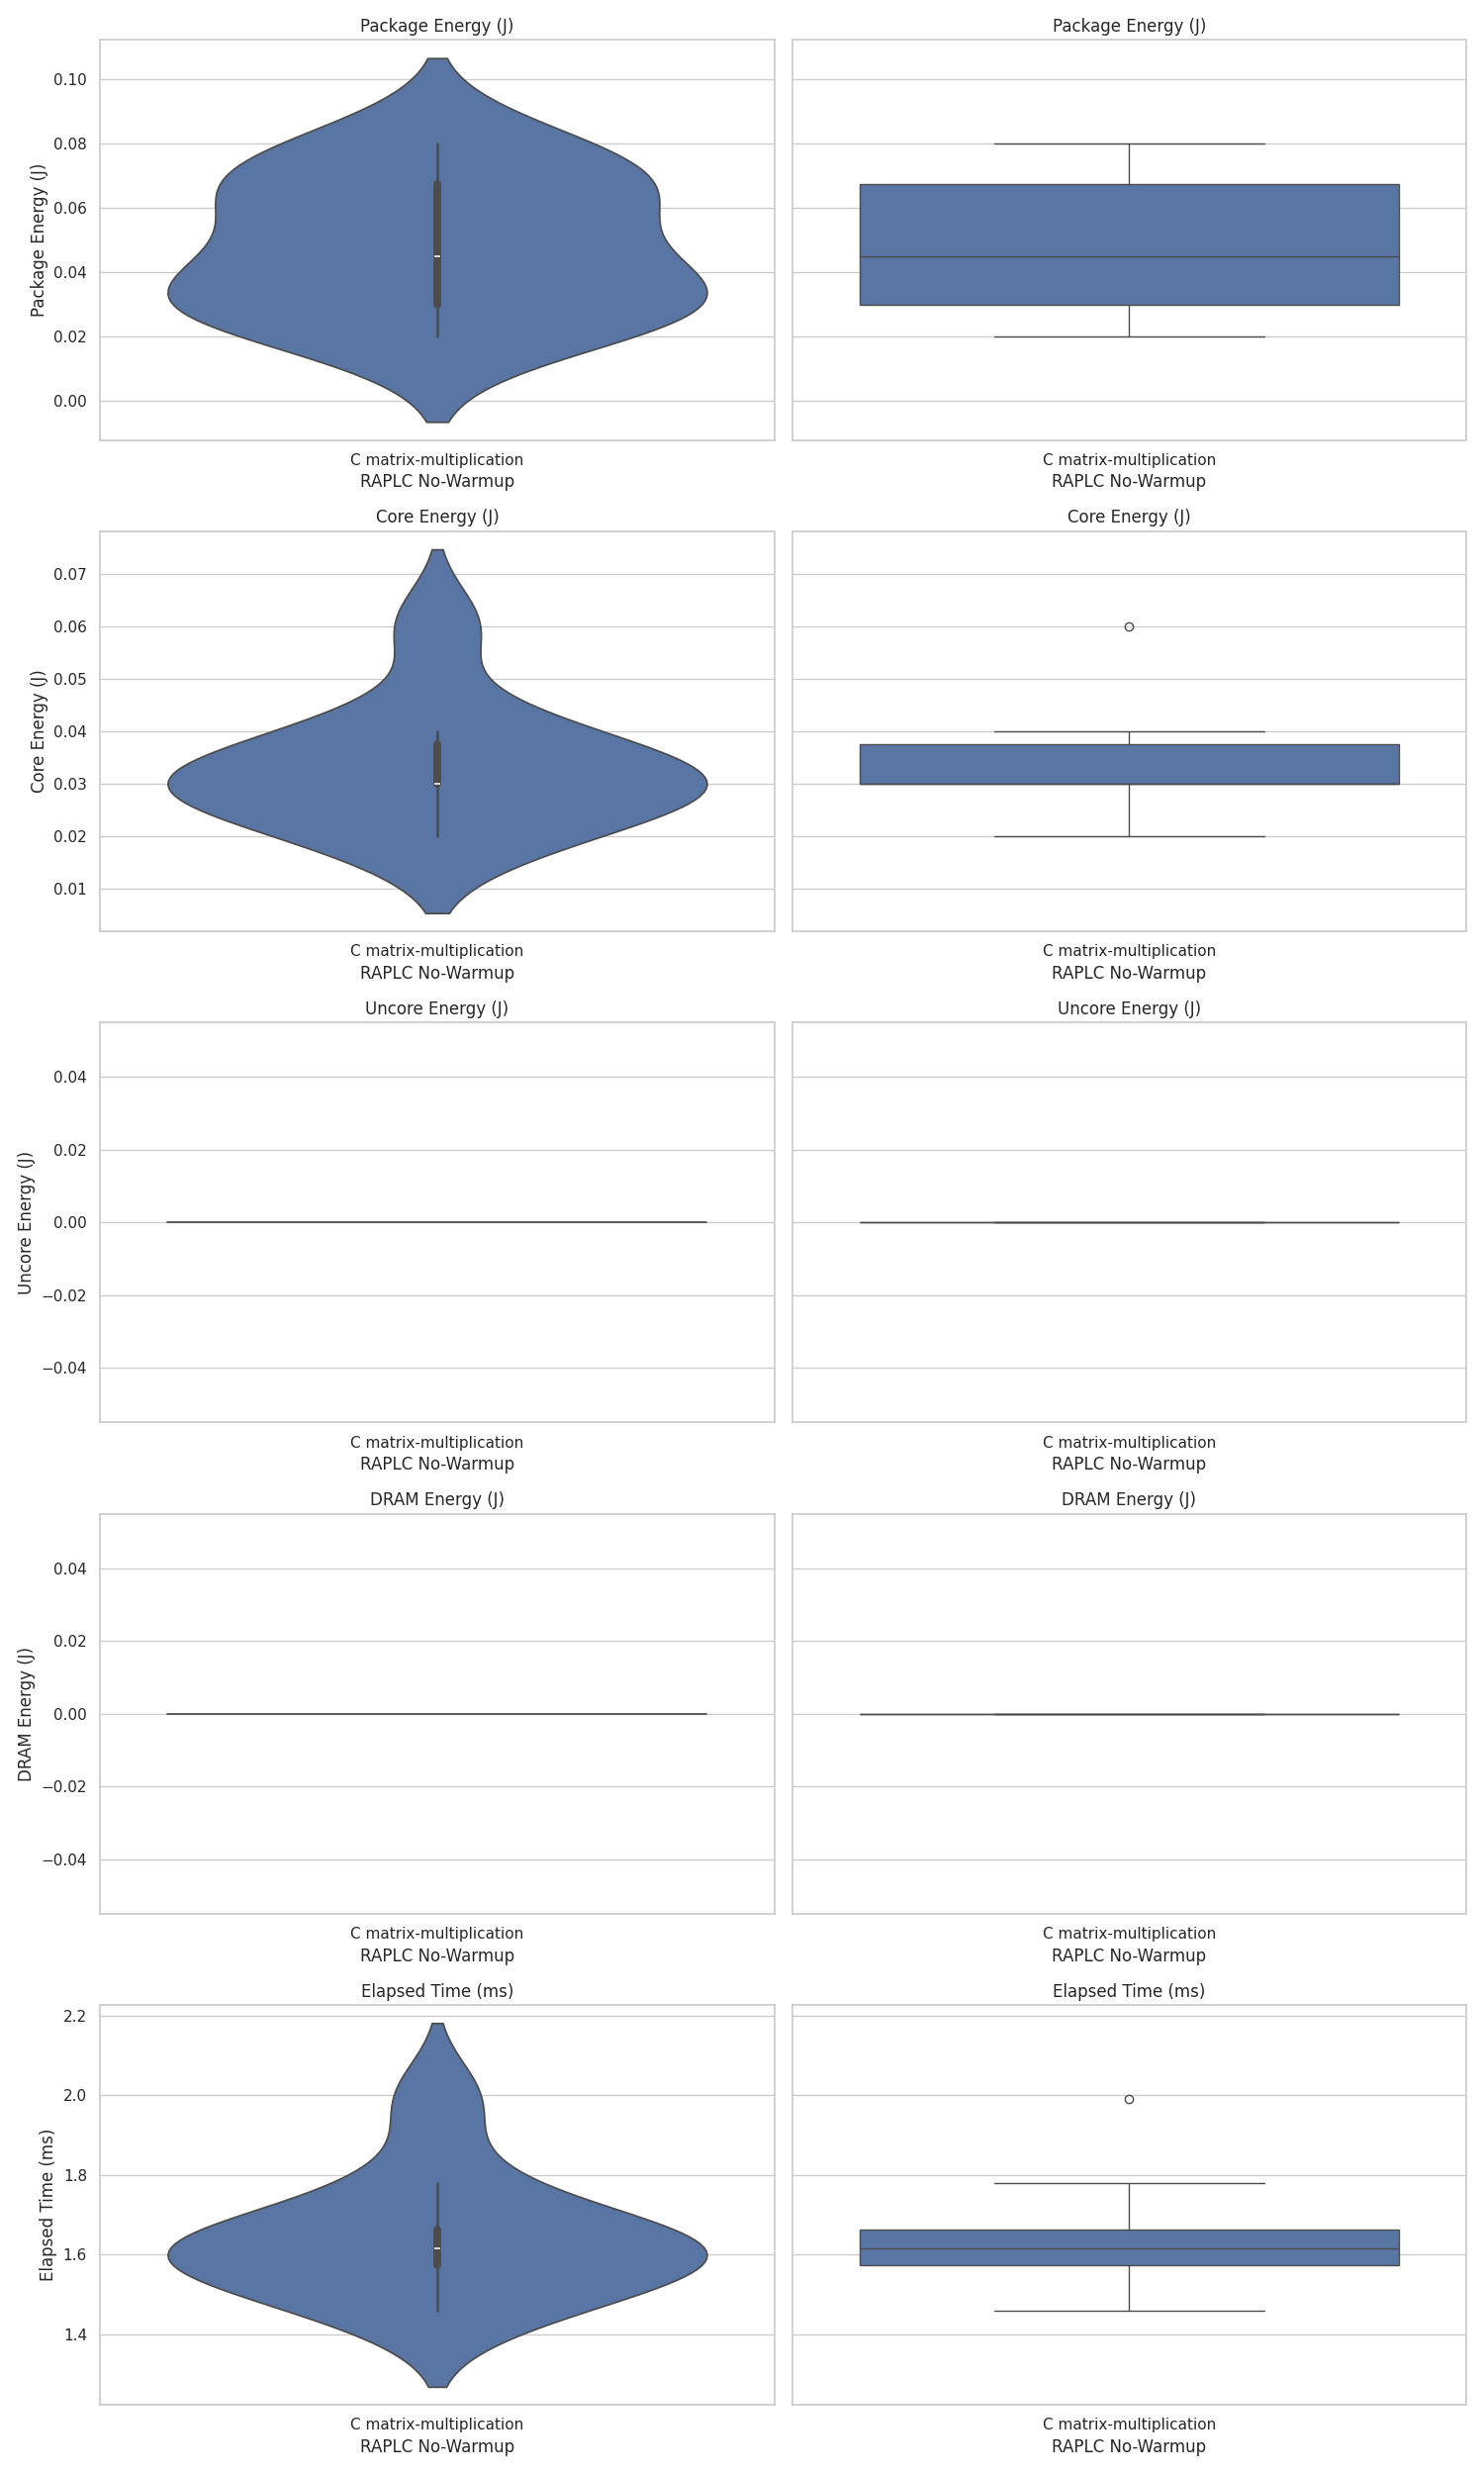 Package Energy (J)
Package Energy (J)
Package Energy (J)
0.10
0.08
0.06
0.04
0.02
0.00
C matrix-multiplication
RAPLC No-Warmup
C matrix-multiplication
RAPLC No-Warmup
Core Energy (J)
Core Energy (J)
Core Energy (J)
0.07
0.06
0.05
0.04
0.03
0.02
0.01
C matrix-multiplication
RAPLC No-Warmup
C matrix-multiplication
RAPLC No-Warmup
Uncore Energy (J)
Uncore Energy (J)
Uncore Energy (J)
0.04
0.02
0.00
−0.02
−0.04
C matrix-multiplication
RAPLC No-Warmup
C matrix-multiplication
RAPLC No-Warmup
DRAM Energy (J)
DRAM Energy (J)
DRAM Energy (J)
0.04
0.02
0.00
−0.02
−0.04
C matrix-multiplication
RAPLC No-Warmup
C matrix-multiplication
RAPLC No-Warmup
Elapsed Time (ms)
Elapsed Time (ms)
Elapsed Time (ms)
2.2
2.0
1.8
1.6
1.4
C matrix-multiplication
RAPLC No-Warmup
C matrix-multiplication
RAPLC No-Warmup